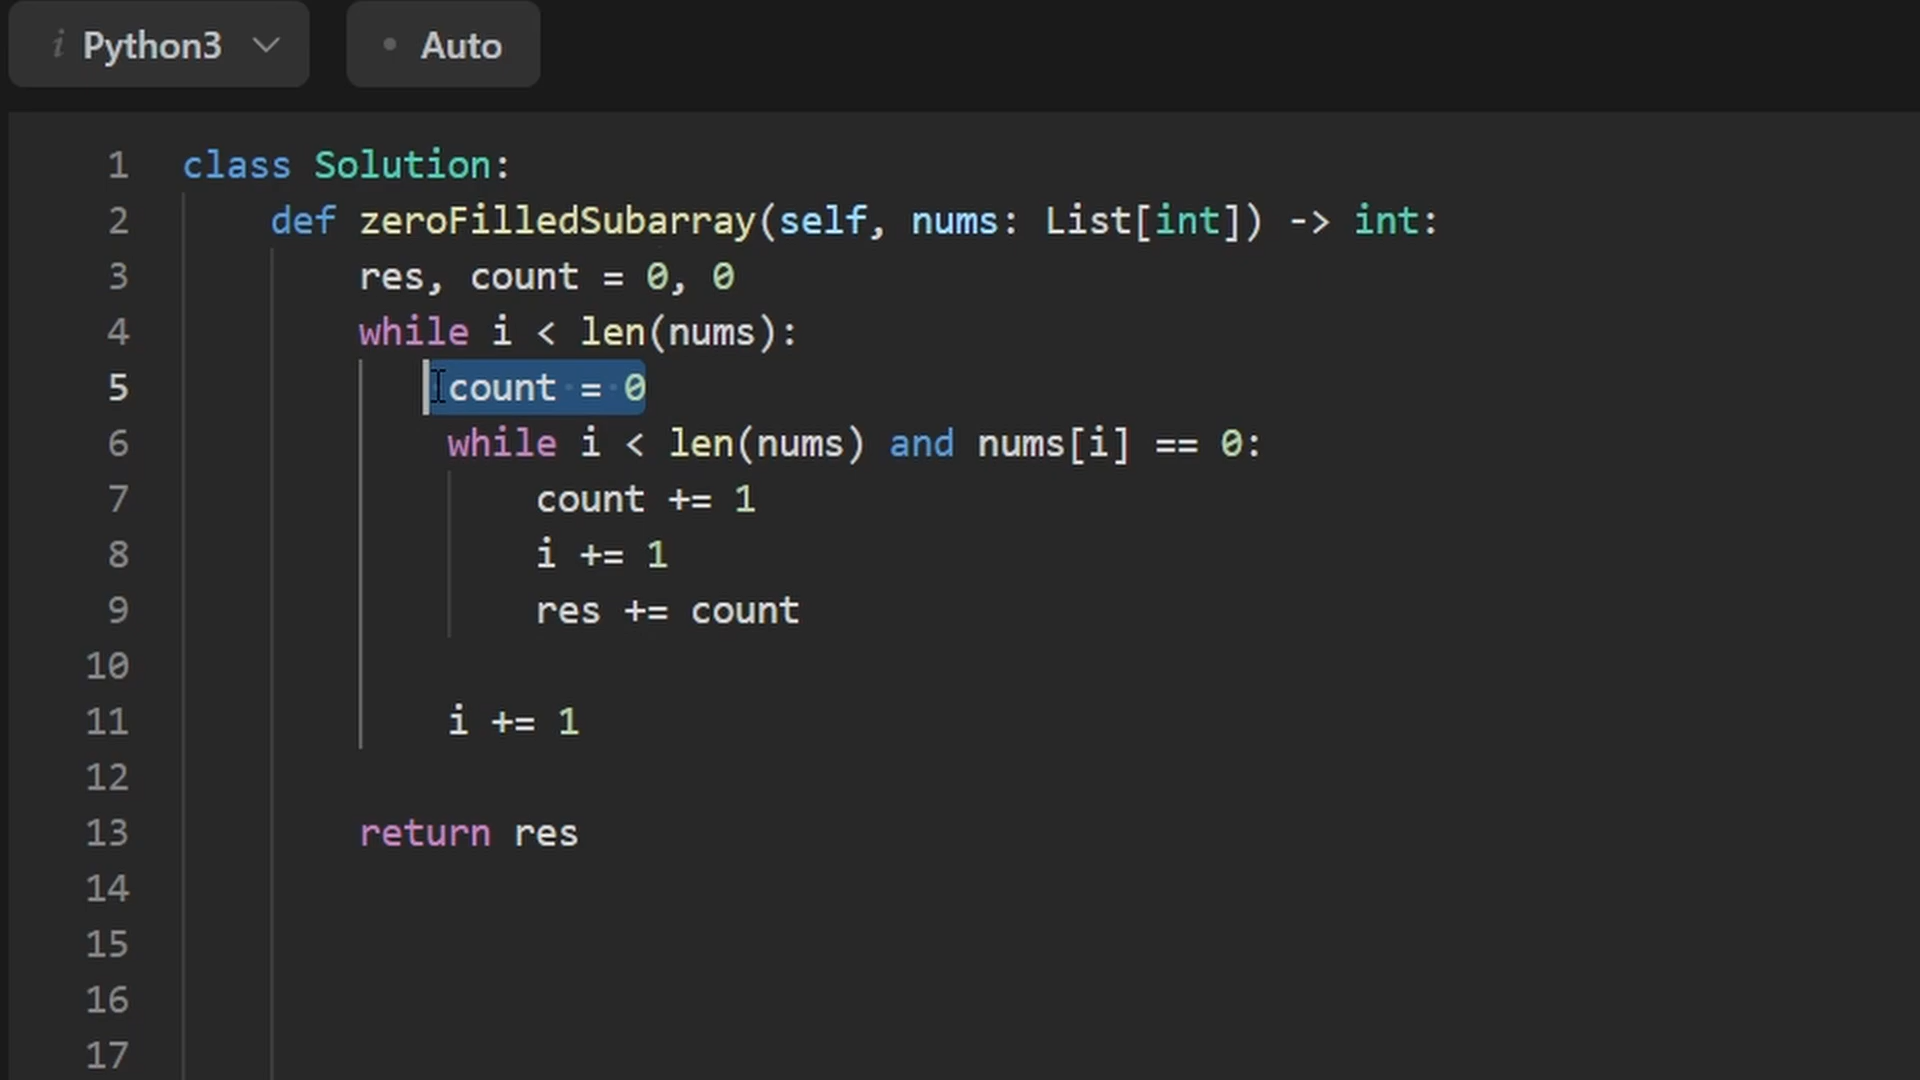 i Python3
Auto
1 class Solution:
2 def zeroFilledSubarray(self, nums: List[int]) -> int:
3 res, count = 0, 0
4 while i < len(nums):
5 count = 0
6 while i < len(nums) and nums[i] == 0:
7 count += 1
8 i += 1
9 res += count
10
11 i += 1
12
13 return res
14
15
16
17